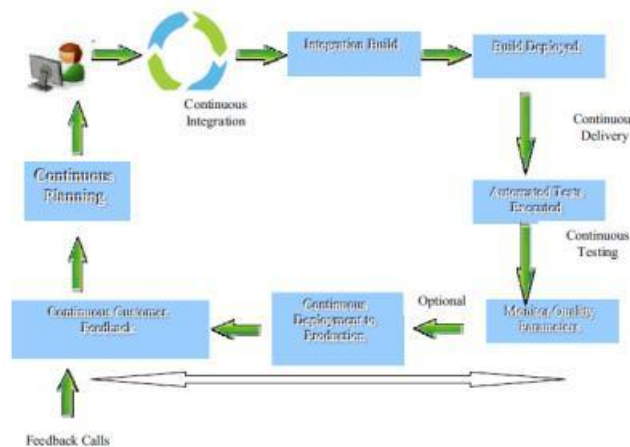 Integration Build
Build Deployed
Continuous
Integration
Continuous
Delivery
Continuous
Planning
Automated Tests
Executed
Continuous
Testing
Continuous Customer
Feedback
Continuous
Deployment to
Production
Optional
Monitor Quality
Parameters
Feedback Calls